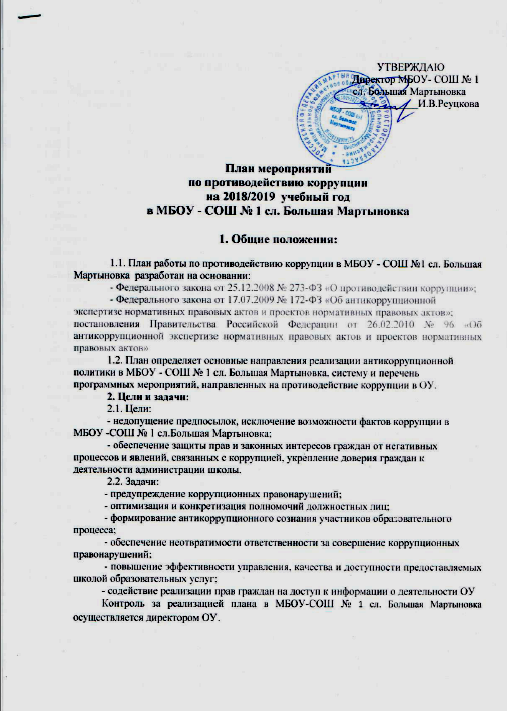 УТВЕРЖДАЮ
Директор МБОУ- СОШ № 1
сл. Большая Мартыновка
И.В.Реуцкова
МБОУ - СОШ №1
сл. Большая
Мартыновка
План мероприятий
по противодействию коррупции
на 2018/2019 учебный год
в МБОУ - СОШ № 1 сл. Большая Мартыновка
1. Общие положения:
1.1. План работы по противодействию коррупции в МБОУ - СОШ №1 сл. Большая
Мартыновка разработан на основании:
- Федерального закона от 25.12.2008 № 273-ФЗ «О противодействии коррупции»;
- Федерального закона от 17.07.2009 № 172-ФЗ «Об антикоррупционной
экспертизе нормативных правовых актов и проектов нормативных правовых актов»;
постановления Правительства Российской Федерации от 26.02.2010 № 96 «Об
антикоррупционной экспертизе нормативных правовых актов и проектов нормативных
правовых актов»
1.2. План определяет основные направления реализации антикоррупционной
политики в МБОУ - СОШ № 1 сл. Большая Мартыновка, систему и перечень
программных мероприятий, направленных на противодействие коррупции в ОУ.
2. Цели и задачи:
2.1. Цели:
- недопущение предпосылок, исключение возможности фактов коррупции в
МБОУ -СОШ № 1 сл.Большая Мартыновка;
- обеспечение защиты прав и законных интересов граждан от негативных
процессов и явлений, связанных с коррупцией, укрепление доверия граждан к
деятельности администрации школы.
2.2. Задачи:
- предупреждение коррупционных правонарушений;
- оптимизация и конкретизация полномочий должностных лиц;
- формирование антикоррупционного сознания участников образовательного
процесса;
- обеспечение неотвратимости ответственности за совершение коррупционных
правонарушений;
- повышение эффективности управления, качества и доступности предоставляемых
школой образовательных услуг;
- содействие реализации прав граждан на доступ к информации о деятельности ОУ
Контроль за реализацией плана в МБОУ-СОШ № 1 сл. Большая Мартыновка
осуществляется директором ОУ.